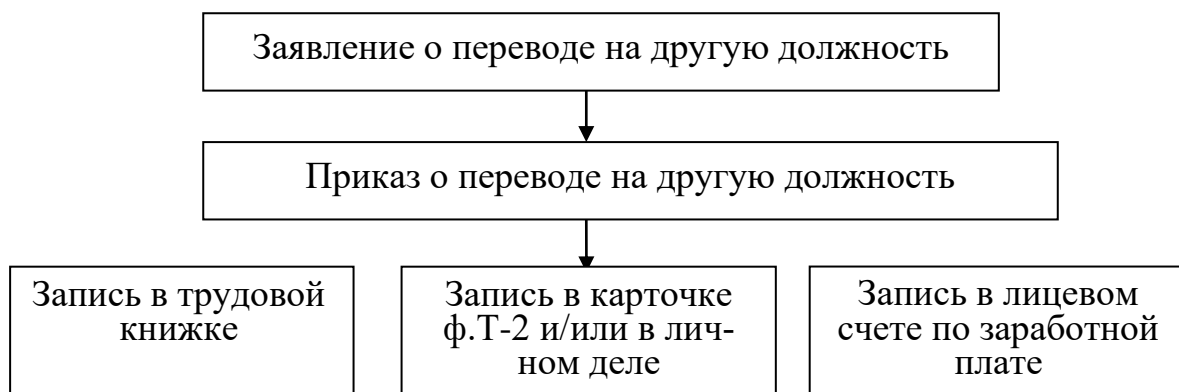 Заявление о переводе на другую должность
Приказ о переводе на другую должность
Запись в трудовой
книжке
Запись в карточке
ф.Т-2 и/или в лич-
ном деле
Запись в лицевом
счете по заработной
плате